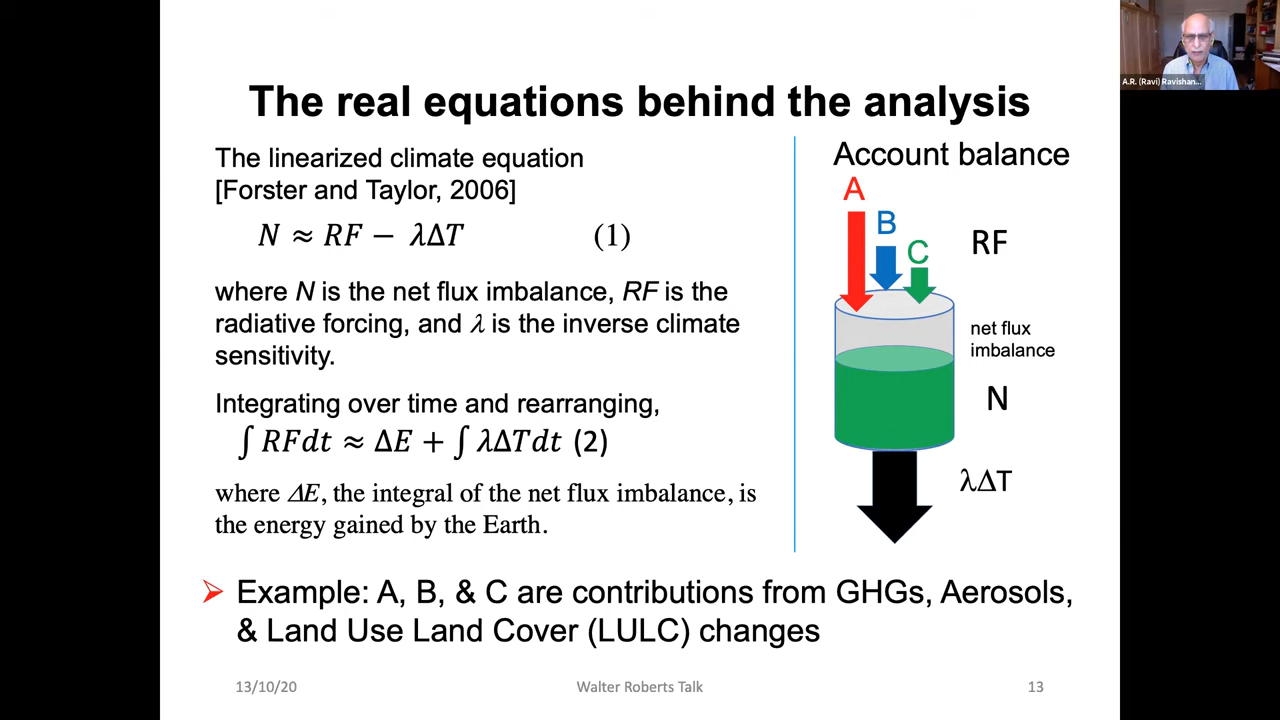 The real equations behind the analysis
The linearized climate equation
[Forster and Taylor, 2006]
N ≈ RF − λΔT (1)
where N is the net flux imbalance, RF is the
radiative forcing, and λ is the inverse climate
sensitivity.
Integrating over time and rearranging,
∫ RFdt ≈ ΔE + ∫ λΔTdt (2)
where ΔE, the integral of the net flux imbalance, is
the energy gained by the Earth.
Account balance
A
B
C
RF
net flux
imbalance
N
λΔT
➢ Example: A, B, & C are contributions from GHGs, Aerosols,
& Land Use Land Cover (LULC) changes
13/10/20
Walter Roberts Talk
13
A.R. (Ravi) Ravishan...